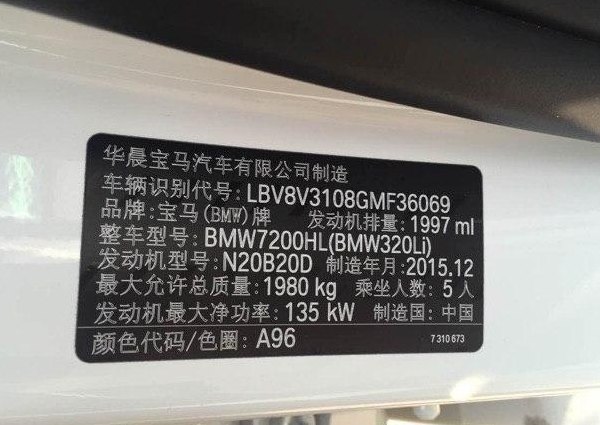 华晨宝马汽车有限公司制造
车辆识别代号: LBV8V3108GMF36069
品牌: 宝马(BMW)牌 发动机排量: 1997 ml
整车型号: BMW7200HL(BMW320Li)
发动机型号: N20B20D 制造年月: 2015.12
最大允许总质量: 1980 kg 乘坐人数: 5 人
发动机最大净功率: 135 kW 制造国: 中国
颜色代码/色圈: A96 7 310 673